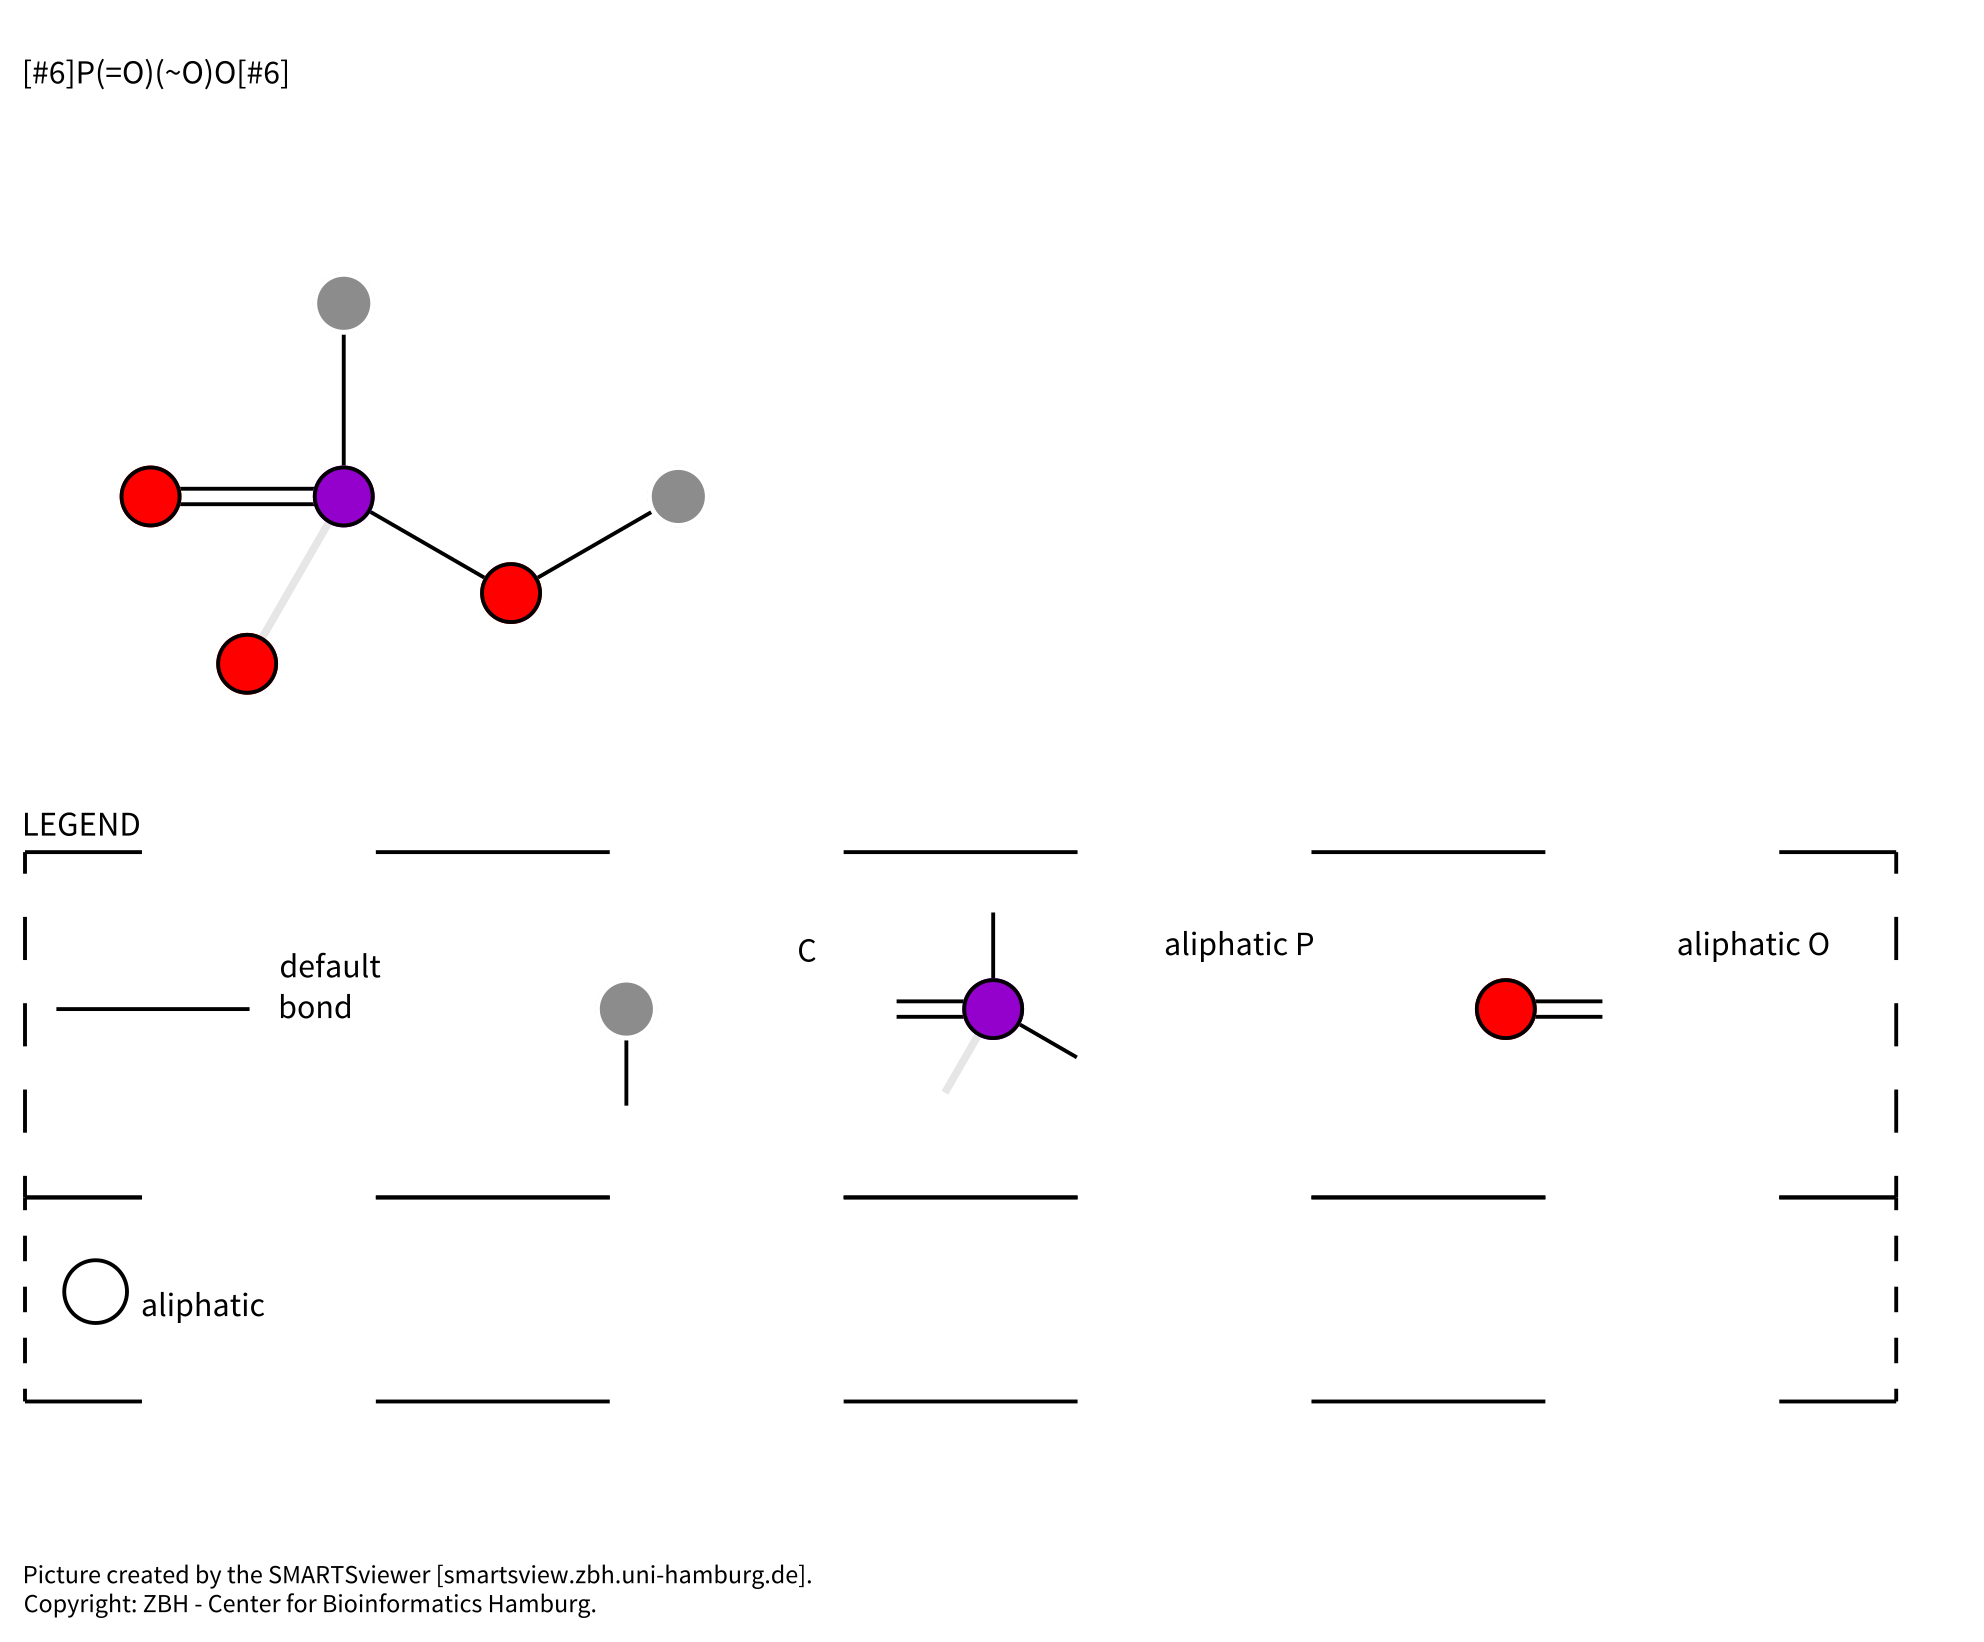 [#6]P(=O)(~O)O[#6]
LEGEND
default
bond
C
aliphatic P
aliphatic O
aliphatic
Picture created by the SMARTSviewer [smartsview.zbh.uni-hamburg.de].
Copyright: ZBH - Center for Bioinformatics Hamburg.